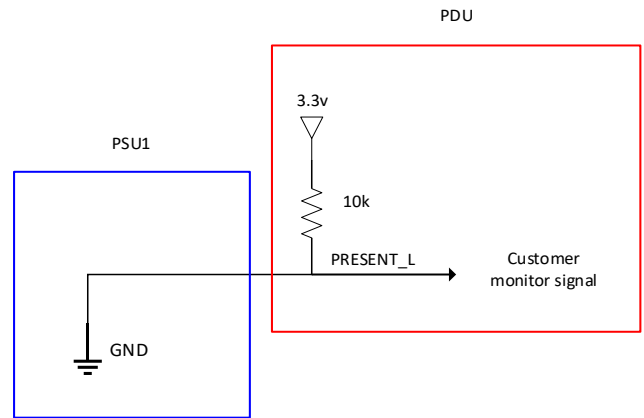 PDU
3.3v
PSU1
10k
PRESENT_L
Customer
monitor signal
GND